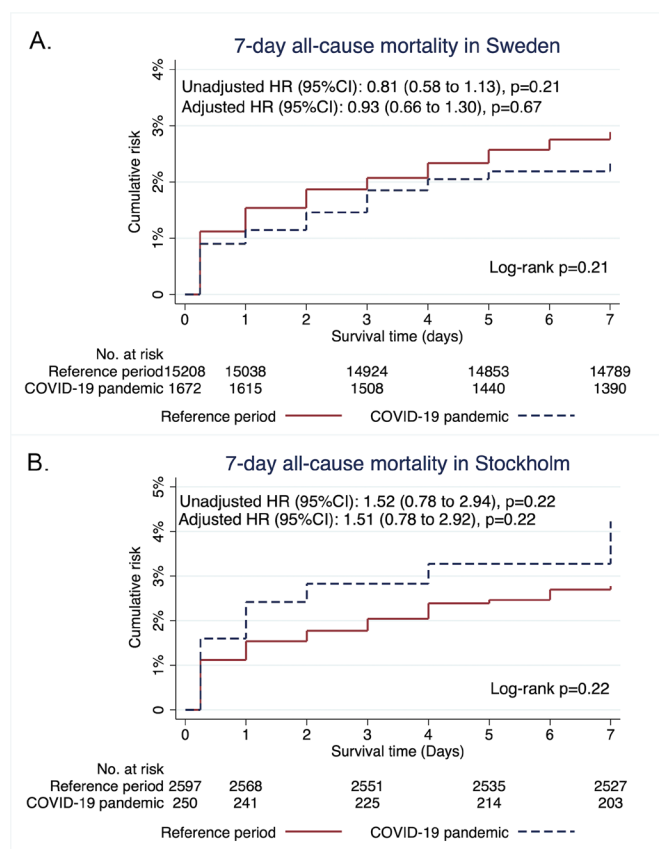 A.
7-day all-cause mortality in Sweden
Unadjusted HR (95%CI): 0.81 (0.58 to 1.13), p=0.21
Adjusted HR (95%CI): 0.93 (0.66 to 1.30), p=0.67
Cumulative risk
4%
3%
2%
1%
0
Log-rank p=0.21
0 1 2 3 4 5 6 7
Survival time (days)
No. at risk
Reference period 15208 15038 14924 14853 14789
COVID-19 pandemic 1672 1615 1508 1440 1390
Reference period COVID-19 pandemic
B.
7-day all-cause mortality in Stockholm
Unadjusted HR (95%CI): 1.52 (0.78 to 2.94), p=0.22
Adjusted HR (95%CI): 1.51 (0.78 to 2.92), p=0.22
Cumulative risk
5%
4%
3%
2%
1%
0
Log-rank p=0.22
0 1 2 3 4 5 6 7
Survival time (Days)
No. at risk
Reference period 2597 2568 2551 2535 2527
COVID-19 pandemic 250 241 225 214 203
Reference period COVID-19 pandemic